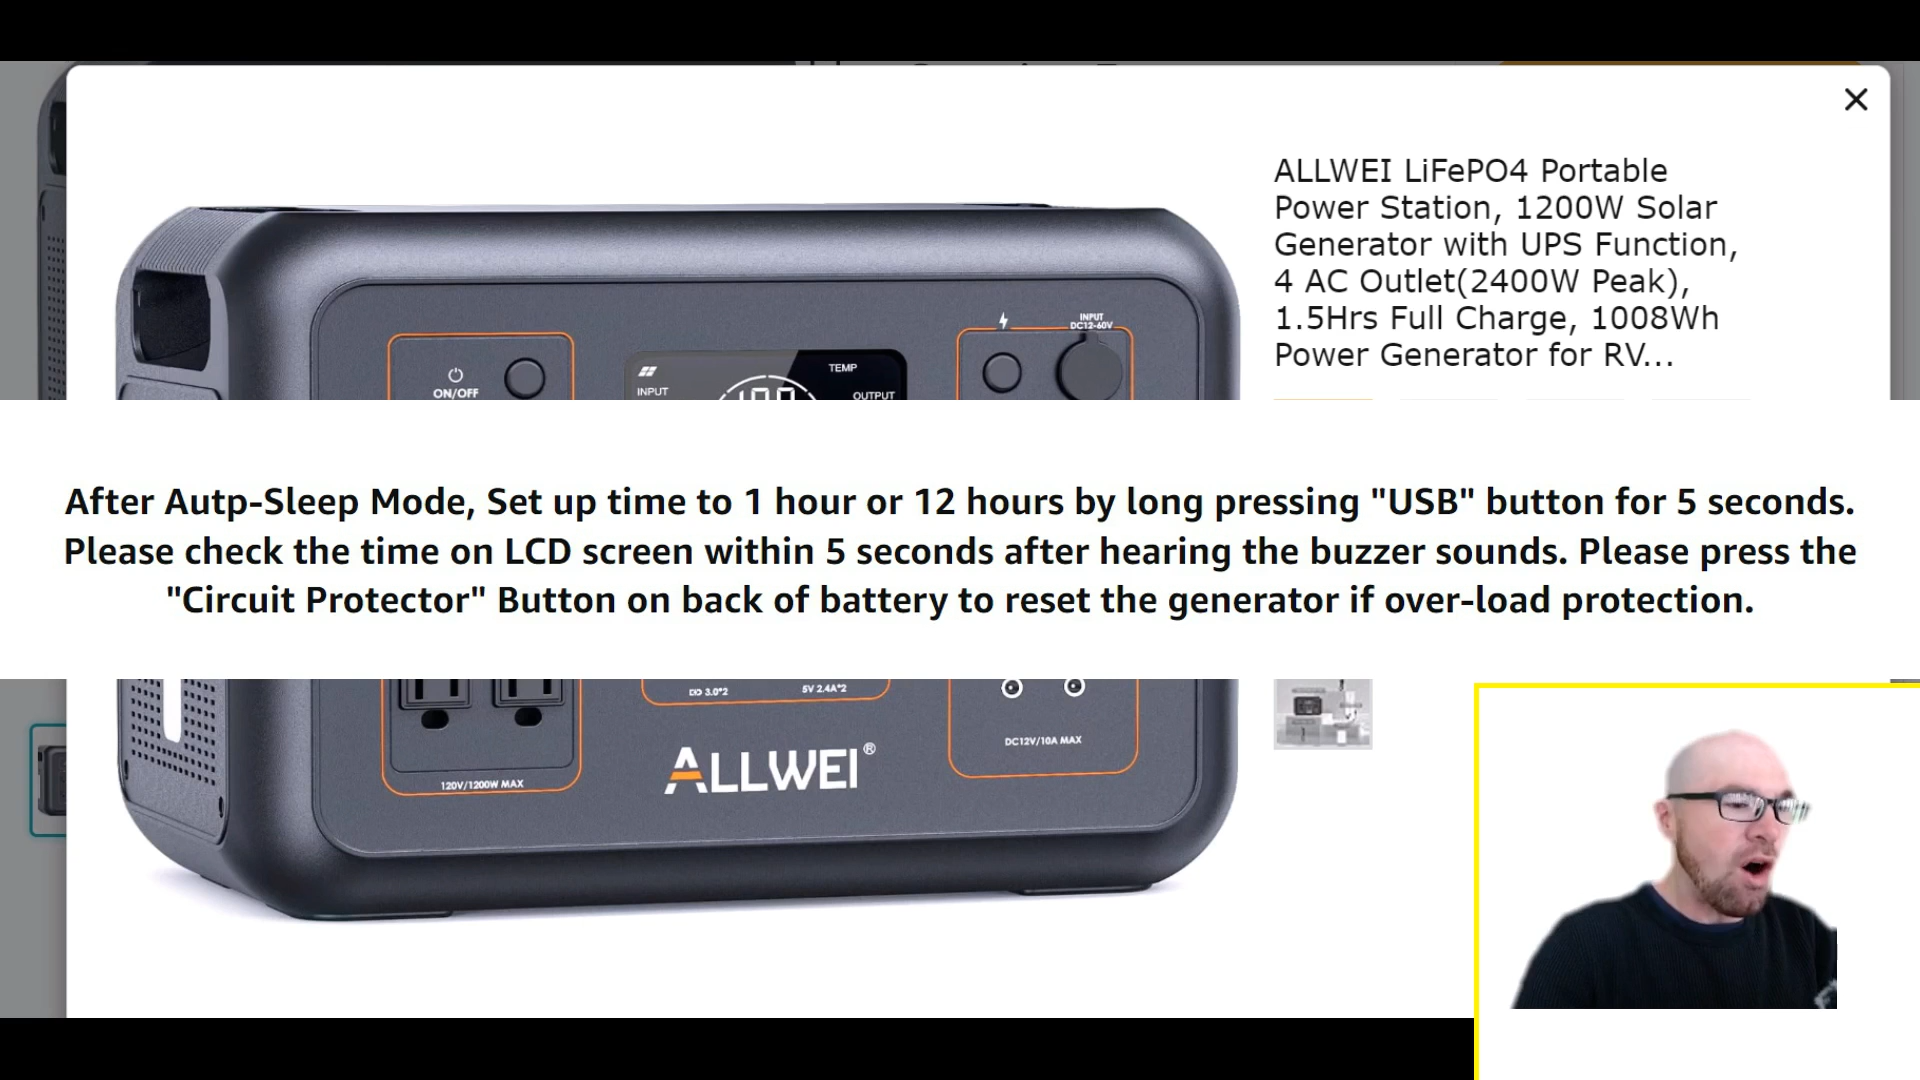 ALLWEI LiFePO4 Portable
Power Station, 1200W Solar
Generator with UPS Function,
4 AC Outlet(2400W Peak),
1.5Hrs Full Charge, 1008Wh
Power Generator for RV...
INPUT
DC12-60V
ON/OFF
TEMP
INPUT
OUTPUT
100
After Autp-Sleep Mode, Set up time to 1 hour or 12 hours by long pressing "USB" button for 5 seconds.
Please check the time on LCD screen within 5 seconds after hearing the buzzer sounds. Please press the
"Circuit Protector" Button on back of battery to reset the generator if over-load protection.
3.0*2
5V 2.4A*2
DC12V/10A MAX
120V/1200W MAX
ALLWEI®